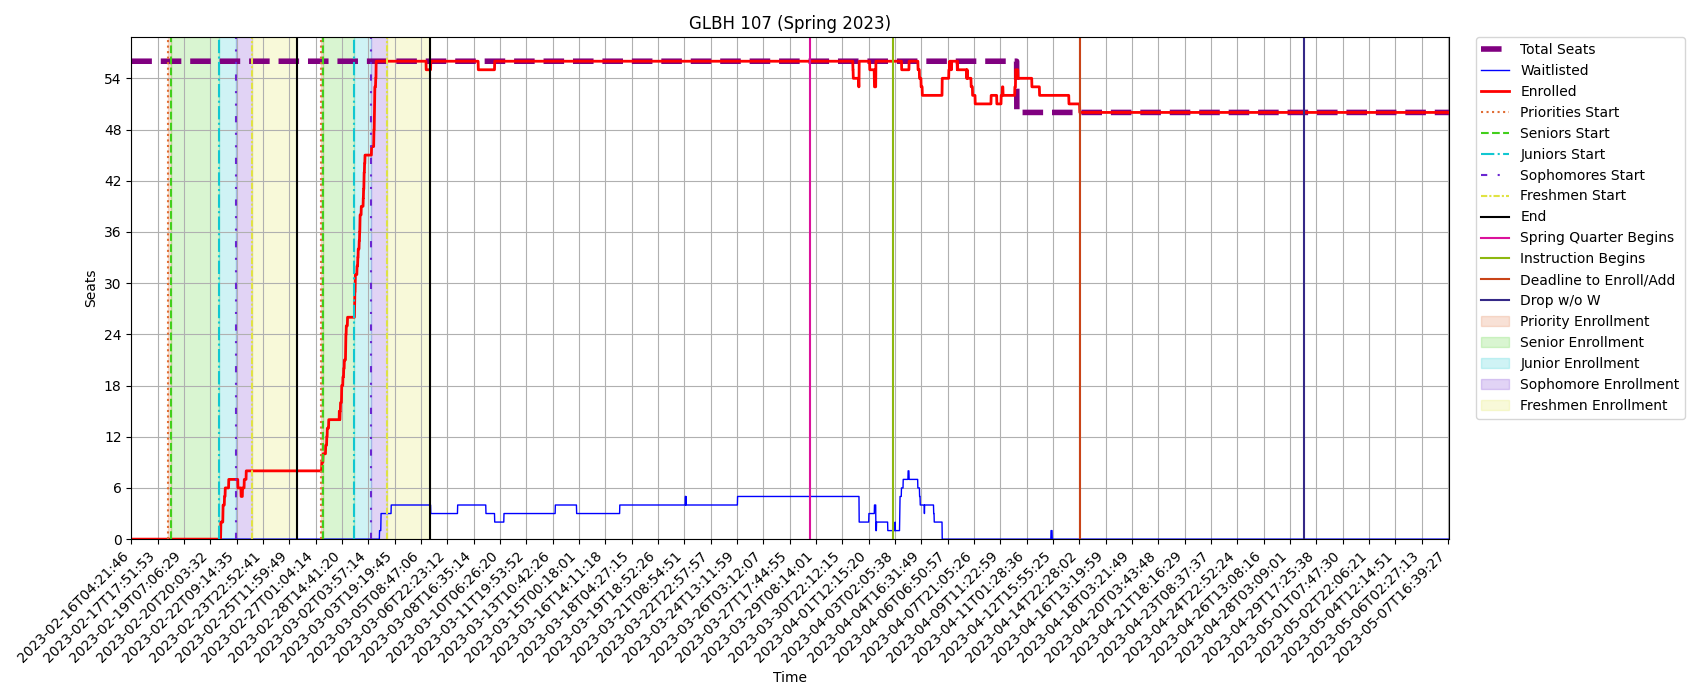 GLBH 107 (Spring 2023)
Seats
54
48
42
36
30
24
18
12
6
0
2023-02-16T04:21:46
2023-02-17T17:51:53
2023-02-19T07:06:29
2023-02-20T20:03:32
2023-02-22T09:14:35
2023-02-23T22:52:41
2023-02-25T11:59:49
2023-02-27T01:04:14
2023-02-28T14:41:20
2023-03-02T03:57:14
2023-03-03T19:19:45
2023-03-05T08:47:06
2023-03-06T22:23:12
2023-03-08T16:35:14
2023-03-10T06:26:20
2023-03-11T19:53:52
2023-03-13T10:42:26
2023-03-15T00:18:01
2023-03-16T14:11:18
2023-03-18T04:27:15
2023-03-19T18:52:26
2023-03-21T08:54:51
2023-03-22T22:57:57
2023-03-24T13:11:59
2023-03-26T03:12:07
2023-03-27T17:44:55
2023-03-29T08:14:01
2023-03-30T22:12:15
2023-04-01T12:15:20
2023-04-03T02:05:38
2023-04-04T16:31:49
2023-04-06T06:50:57
2023-04-07T21:05:26
2023-04-09T11:22:59
2023-04-11T01:28:36
2023-04-12T15:55:25
2023-04-14T22:28:02
2023-04-16T13:19:59
2023-04-18T03:21:49
2023-04-20T03:43:48
2023-04-21T18:16:29
2023-04-23T08:37:37
2023-04-24T22:52:24
2023-04-26T13:08:16
2023-04-28T03:09:01
2023-04-29T17:25:38
2023-05-01T07:47:30
2023-05-02T22:06:21
2023-05-04T12:14:51
2023-05-06T02:27:13
2023-05-07T16:39:27
Time
Total Seats
Waitlisted
Enrolled
Priorities Start
Seniors Start
Juniors Start
Sophomores Start
Freshmen Start
End
Spring Quarter Begins
Instruction Begins
Deadline to Enroll/Add
Drop w/o W
Priority Enrollment
Senior Enrollment
Junior Enrollment
Sophomore Enrollment
Freshmen Enrollment